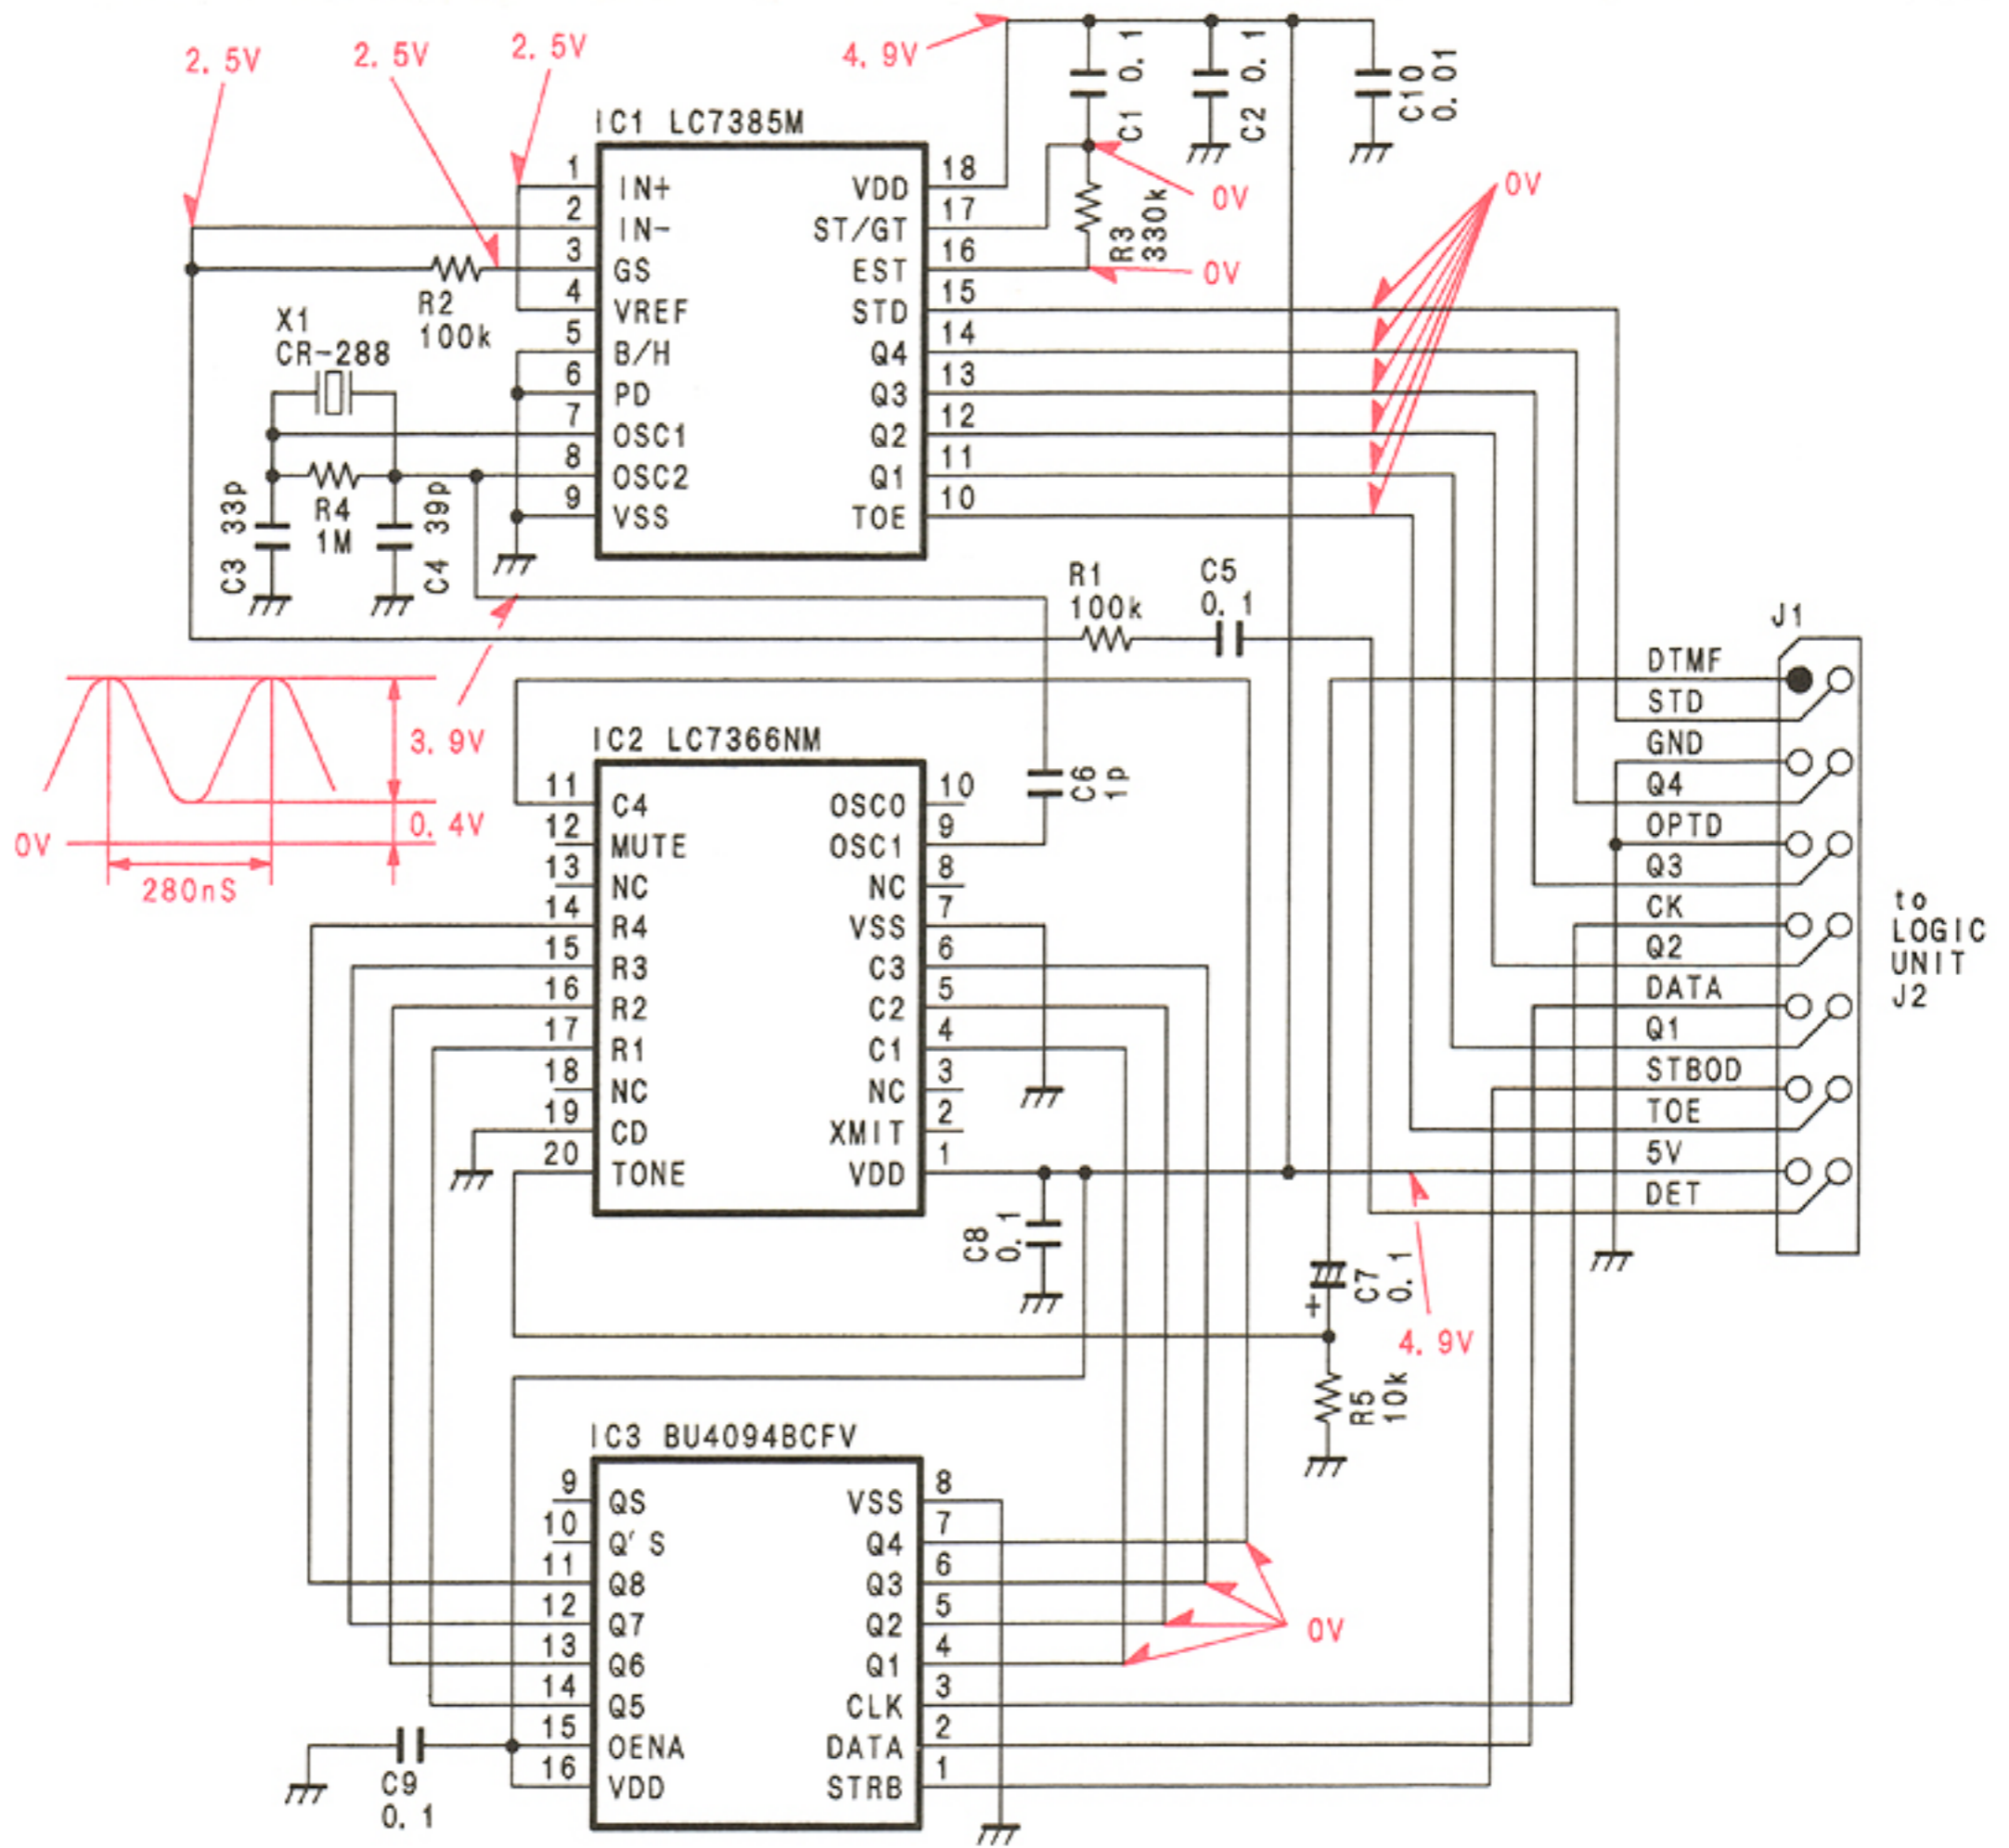 2.5V
2.5V
2.5V
4.9V
C1 0.1
C2 0.1
C10
0.01
IC1 LC7385M
1
IN+
2
IN-
3
GS
4
VREF
5
B/H
6
PD
7
OSC1
8
OSC2
9
VSS
VDD
18
ST/GT
17
EST
16
STD
15
Q4
14
Q3
13
Q2
12
Q1
11
TOE
10
0V
R3
330k
0V
0V
R2
100k
X1
CR-288
C3 33p
R4
1M
C4 39p
R1
100k
C5
0.1
3.9V
0.4V
0V
280nS
IC2 LC7366NM
11
C4
12
MUTE
13
NC
14
R4
15
R3
16
R2
17
R1
18
NC
19
CD
20
TONE
OSCO
10
OSC1
9
NC
8
VSS
7
C3
6
C2
5
C1
4
NC
3
XMIT
2
VDD
1
C6
1p
C8
0.1
J1
DTMF
STD
GND
Q4
OPTD
Q3
CK
Q2
DATA
Q1
STBOD
TOE
5V
DET
to
LOGIC
UNIT
J2
C7
0.1
+
4.9V
R5
10k
IC3 BU4094BCFV
9
QS
10
Q'S
11
Q8
12
Q7
13
Q6
14
Q5
15
OENA
16
VDD
VSS
8
Q4
7
Q3
6
Q2
5
Q1
4
CLK
3
DATA
2
STRB
1
0V
C9
0.1